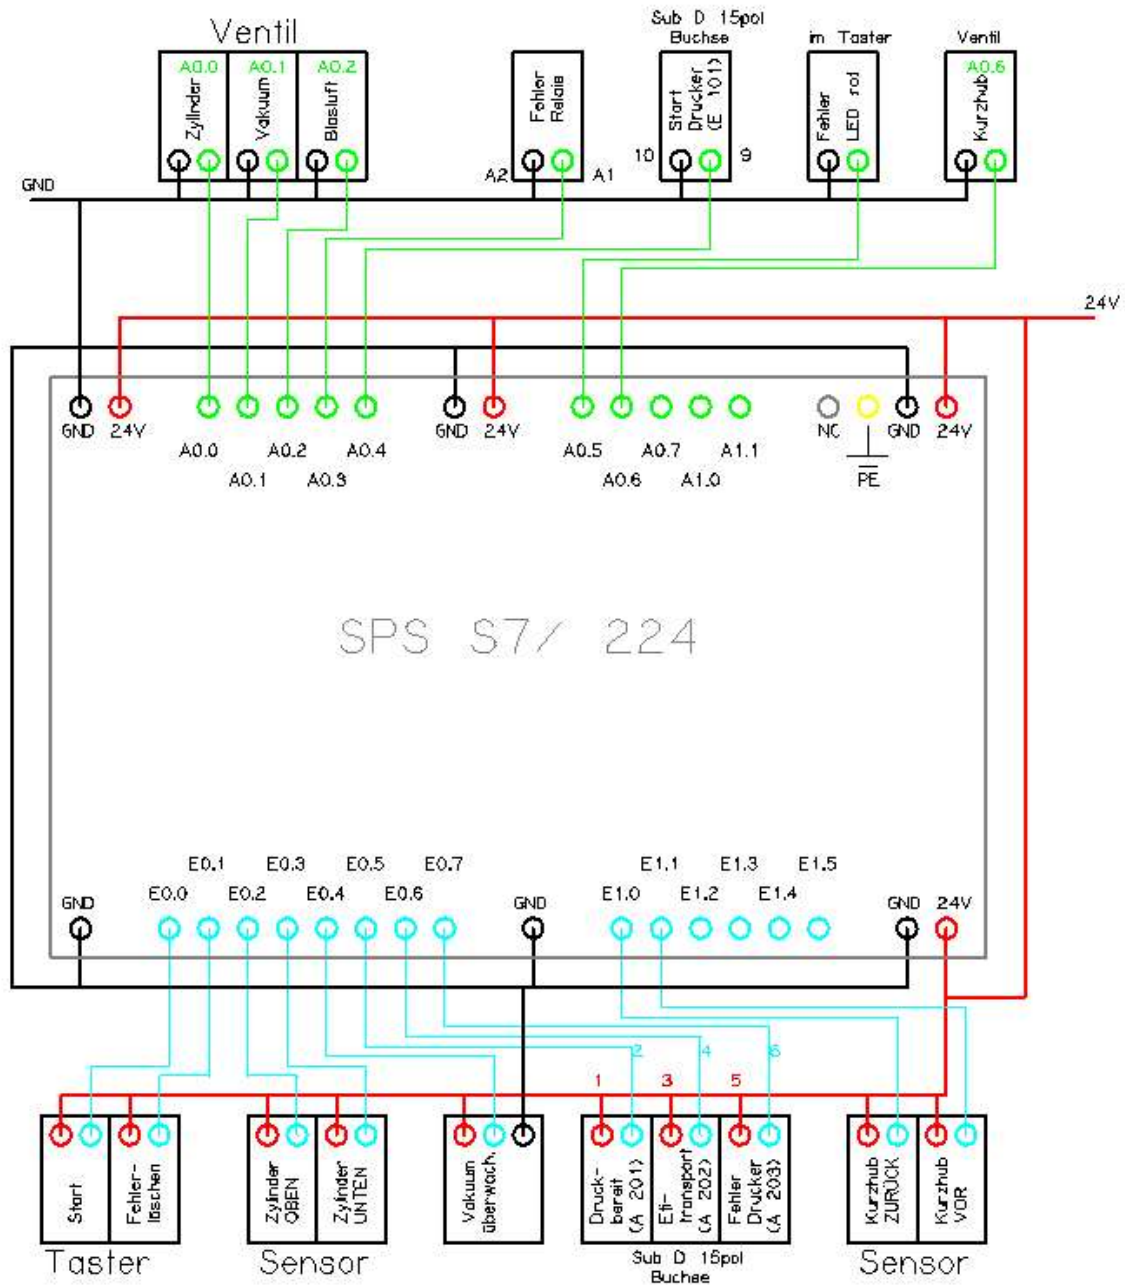 Ventil
Sub D 15pol
Buchse
im Taster
Ventil
A0.0
A0.1
A0.2
A0.6
Zylinder
Vakuum
Blasluft
Fehler
Relais
Start
Drucker
(E 101)
Fehler
LED rot
Kurzhub
A2
A1
10
9
GND
24V
GND
24V
GND
24V
NC
GND
24V
A0.0
A0.2
A0.4
A0.5
A0.7
A1.1
PE
A0.1
A0.3
A0.6
A1.0
SPS S7/ 224
E0.1
E0.3
E0.5
E0.7
E1.1
E1.3
E1.5
GND
E0.0
E0.2
E0.4
E0.6
GND
E1.0
E1.2
E1.4
GND
24V
2
4
6
1
3
5
Start
Fehler-
löschen
Zylinder
OBEN
Zylinder
UNTEN
Vakuum
überwach.
Druck-
bereit
(A 201)
Eti-
transport
(A 202)
Fehler
Drucker
(A 203)
Kurzhub
ZURÜCK
Kurzhub
VOR
Taster
Sensor
Sub D 15pol
Buchse
Sensor